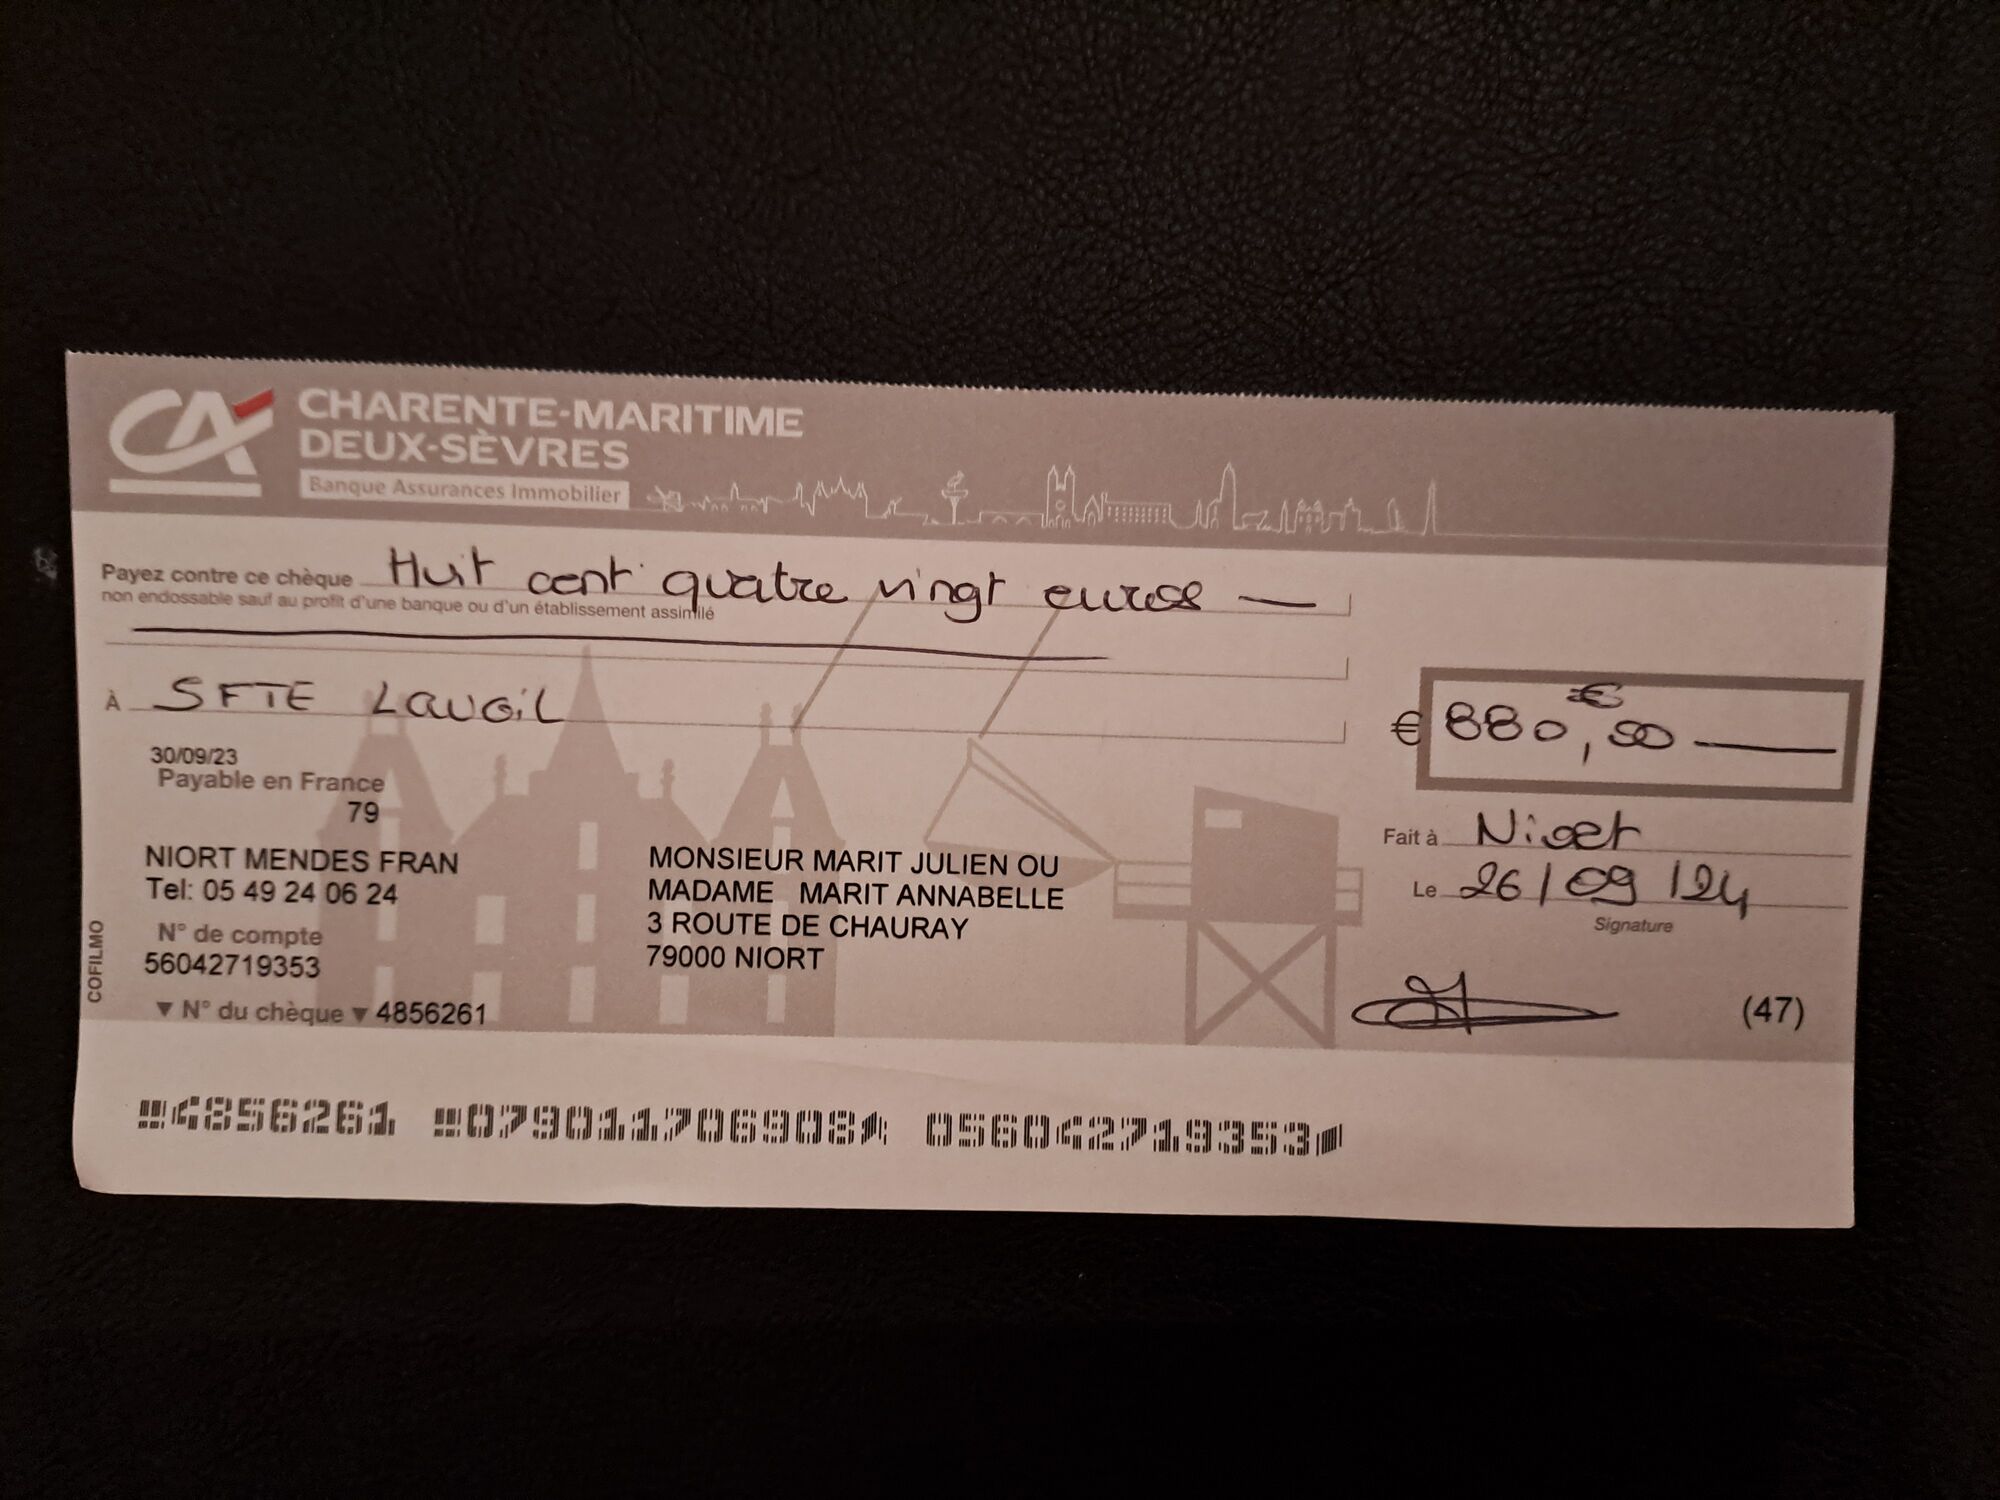 CA CHARENTE-MARITIME
DEUX-SÈVRES
Banque Assurances Immobilier
Payez contre ce chèque Huit cent quatre vingt euros
non endossable sauf au profit d'une banque ou d'un établissement assimilé
À SFTE Lavoil
€ 880,50
€
30/09/23
Payable en France
79
NIORT MENDES FRAN
Tel: 05 49 24 06 24
N° de compte
56042719353
▼ N° du chèque ▼ 4856261
COFILMO
MONSIEUR MARIT JULIEN OU
MADAME MARIT ANNABELLE
3 ROUTE DE CHAURAY
79000 NIORT
Fait à Niort
Le 26/09/24
Signature
(47)
4856261 079011706908 056042719353